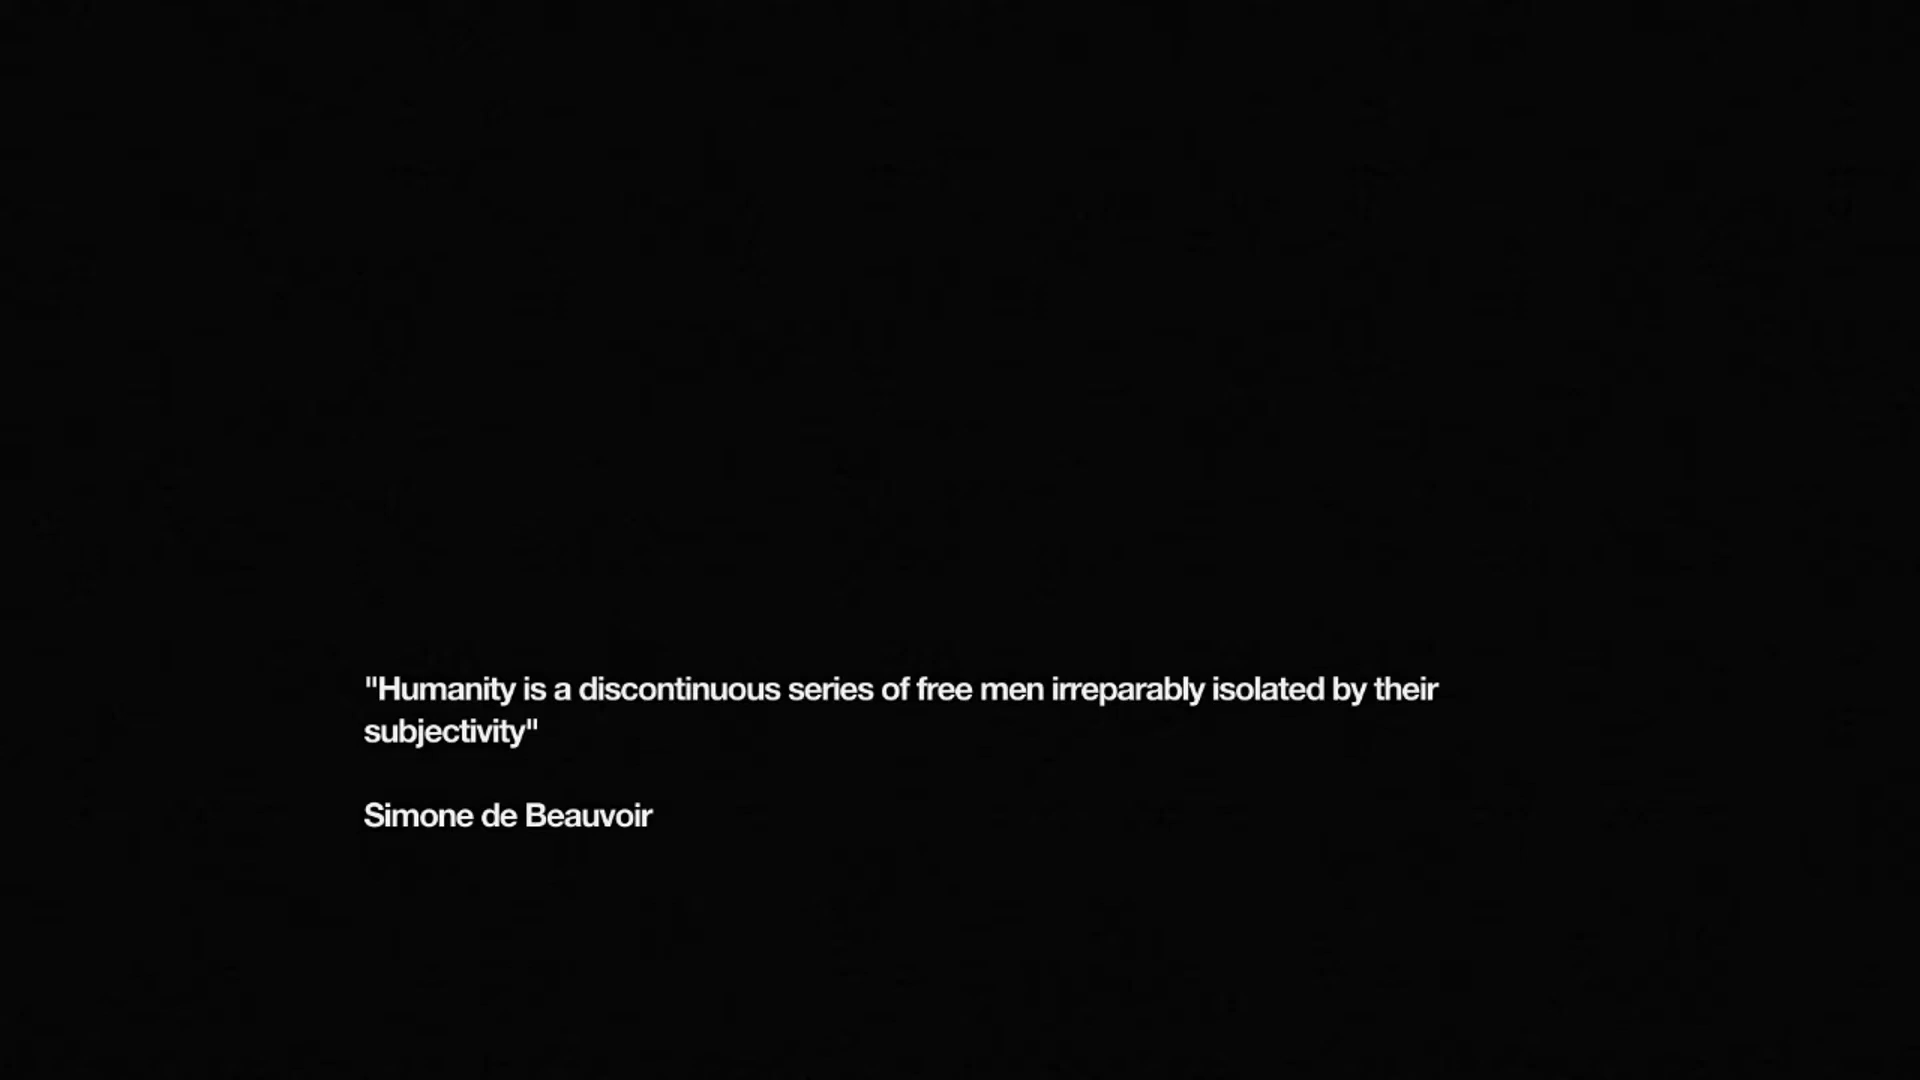 "Humanity is a discontinuous series of free men irreparably isolated by their
subjectivity"
Simone de Beauvoir